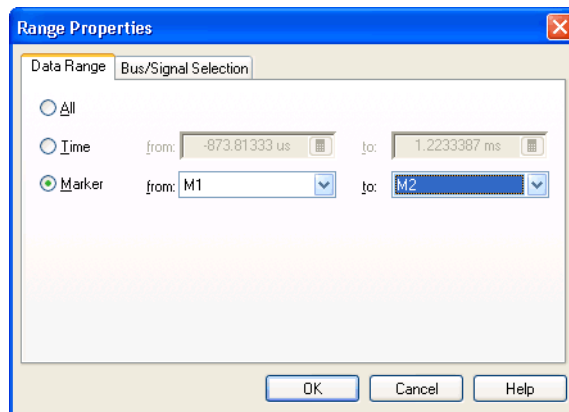 Range Properties
Data Range Bus/Signal Selection
All
Time from: -873.81333 us to: 1.2233387 ms
Marker from: M1 to: M2
OK Cancel Help